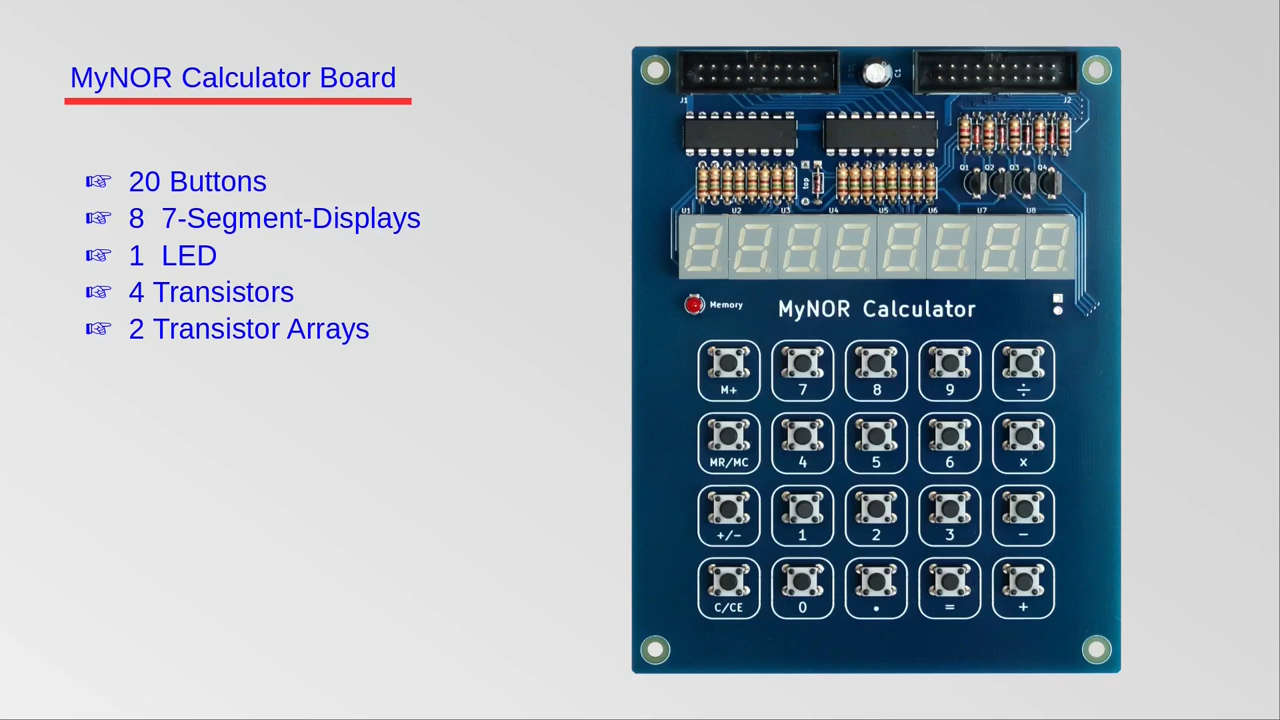 MyNOR Calculator Board
☞ 20 Buttons
☞ 8 7-Segment-Displays
☞ 1 LED
☞ 4 Transistors
☞ 2 Transistor Arrays
C1
J1 J2
Q1 Q2 Q3 Q4
top
U1 U2 U3 U4 U5 U6 U7 U8
Memory MyNOR Calculator
M+ 7 8 9 ÷
MR/MC 4 5 6 x
+/- 1 2 3 -
C/CE 0 . = +